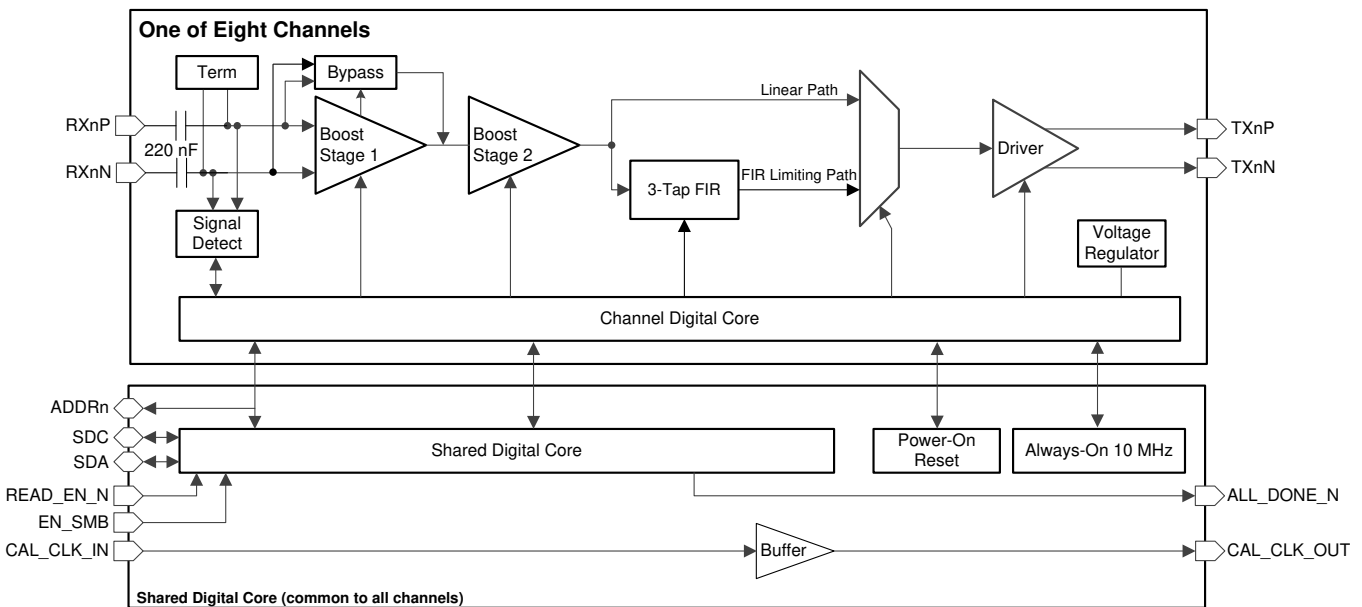 One of Eight Channels
Term
Bypass
RXnP
220 nF
RXnN
Boost
Stage 1
Boost
Stage 2
Linear Path
3-Tap FIR
FIR Limiting Path
Driver
TXnP
TXnN
Signal
Detect
Voltage
Regulator
Channel Digital Core
ADDRn
SDC
SDA
READ_EN_N
EN_SMB
CAL_CLK_IN
Shared Digital Core
Power-On
Reset
Always-On 10 MHz
ALL_DONE_N
Buffer
CAL_CLK_OUT
Shared Digital Core (common to all channels)